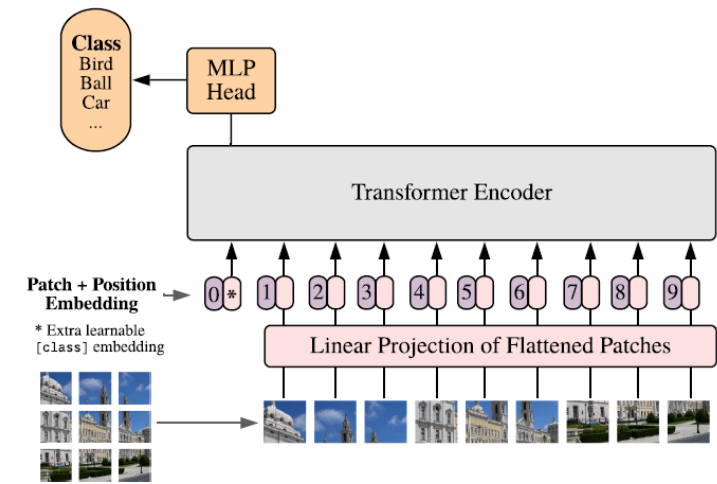 Class
Bird
Ball
Car
...
MLP
Head
Transformer Encoder
Patch + Position
Embedding
0 * 1 2 3 4 5 6 7 8 9
* Extra learnable
[class] embedding
Linear Projection of Flattened Patches